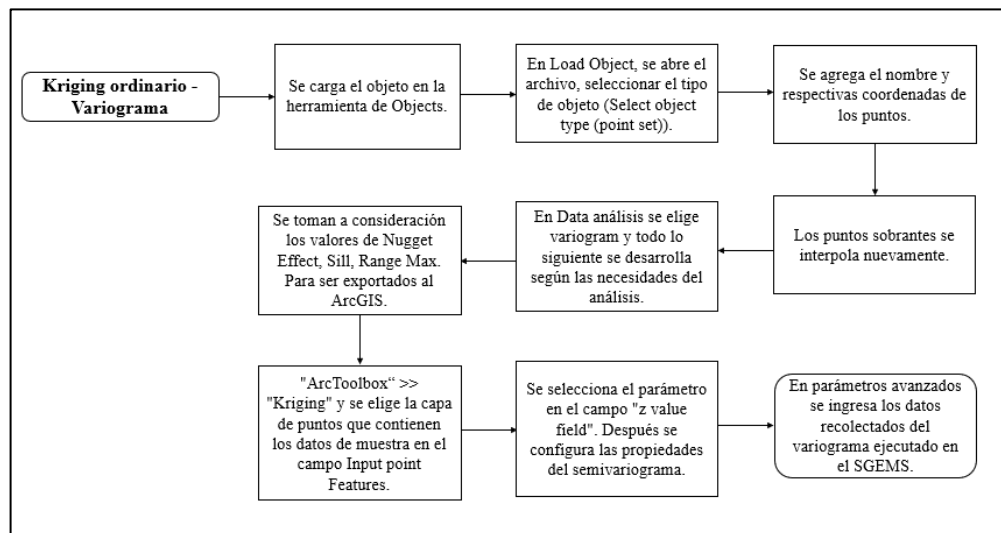 Kriging ordinario -
Variograma
Se carga el objeto en la
herramienta de Objects.
En Load Object, se abre el
archivo, seleccionar el tipo
de objeto (Select object
type (point set)).
Se agrega el nombre y
respectivas coordenadas de
los puntos.
Los puntos sobrantes se
interpola nuevamente.
En Data análisis se elige
variogram y todo lo
siguiente se desarrolla
según las necesidades del
análisis.
Se toman a consideración
los valores de Nugget
Effect, Sill, Range Max.
Para ser exportados al
ArcGIS.
"ArcToolbox“ >>
"Kriging" y se elige la capa
de puntos que contienen
los datos de muestra en el
campo Input point
Features.
Se selecciona el parámetro
en el campo "z value
field". Después se
configura las propiedades
del semivariograma.
En parámetros avanzados
se ingresa los datos
recolectados del
variograma ejecutado en
el SGEMS.